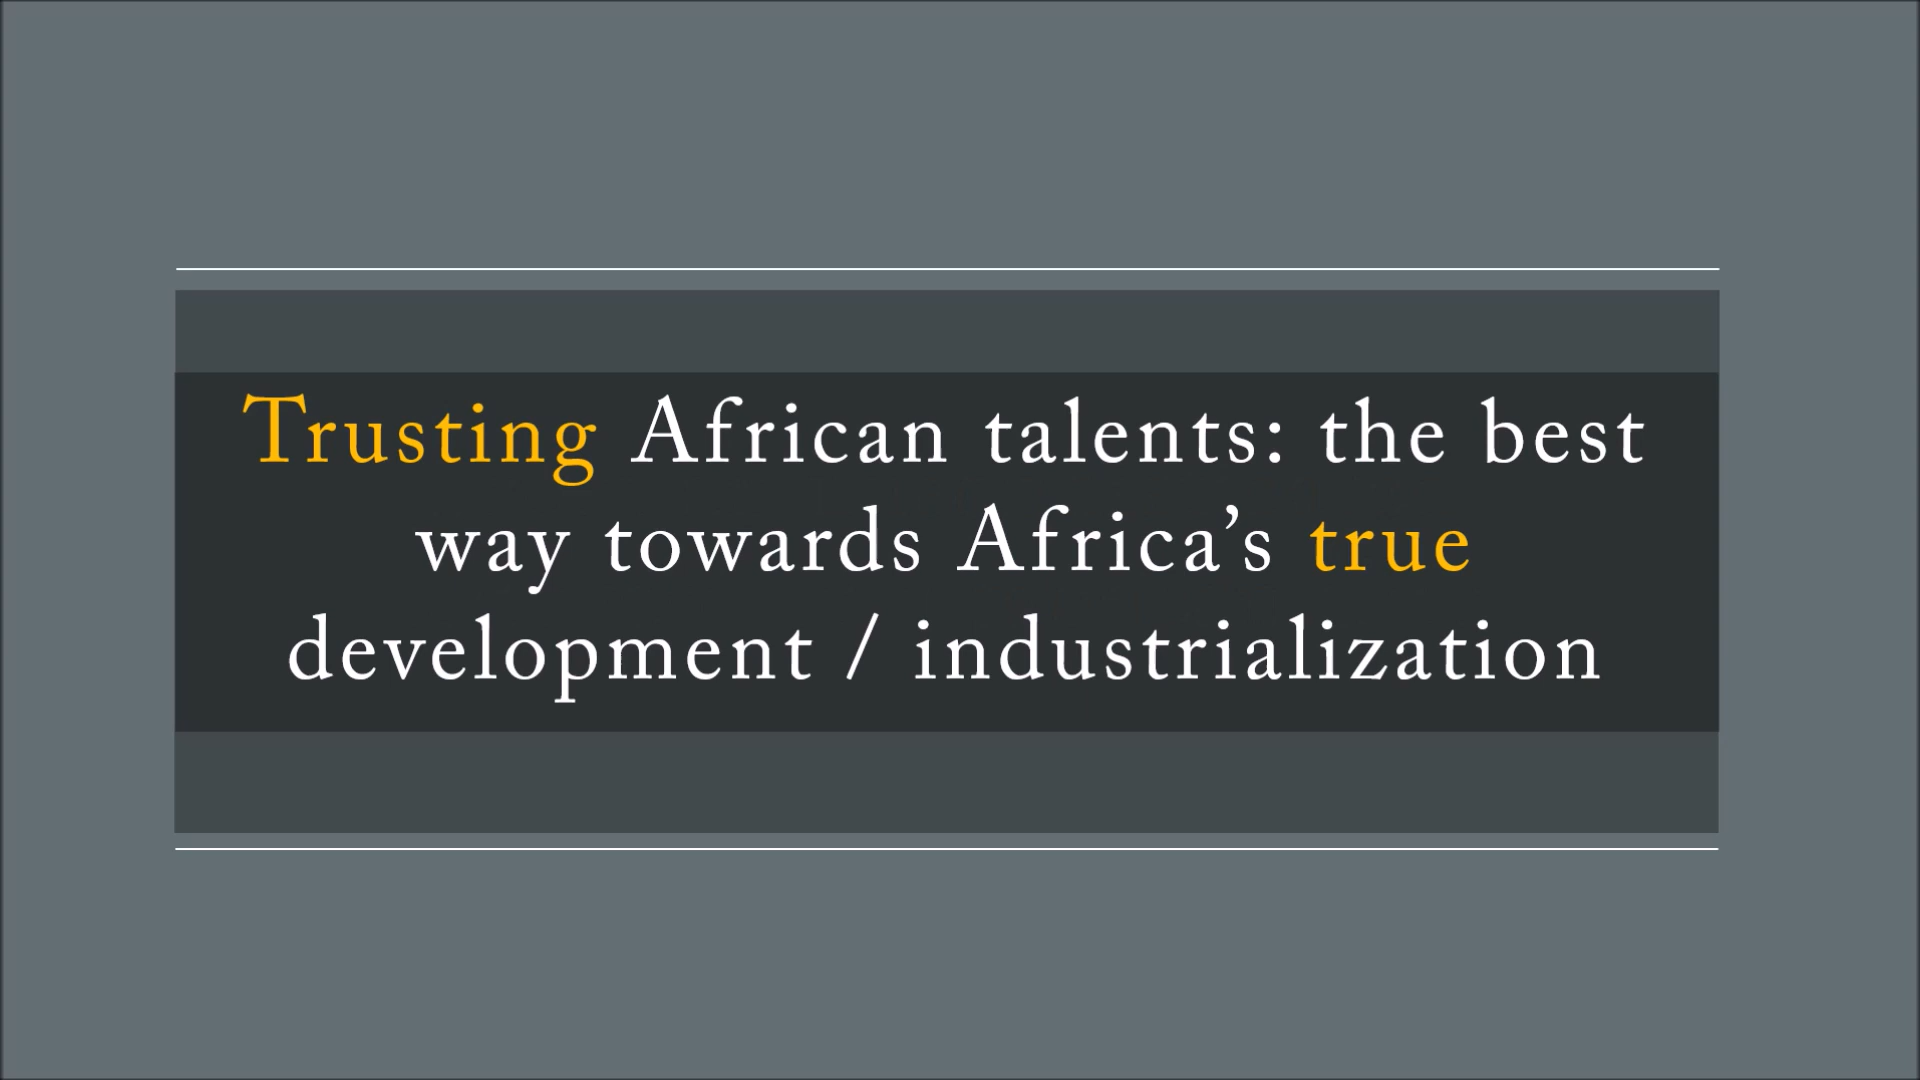 Trusting African talents: the best
way towards Africa’s true
development / industrialization